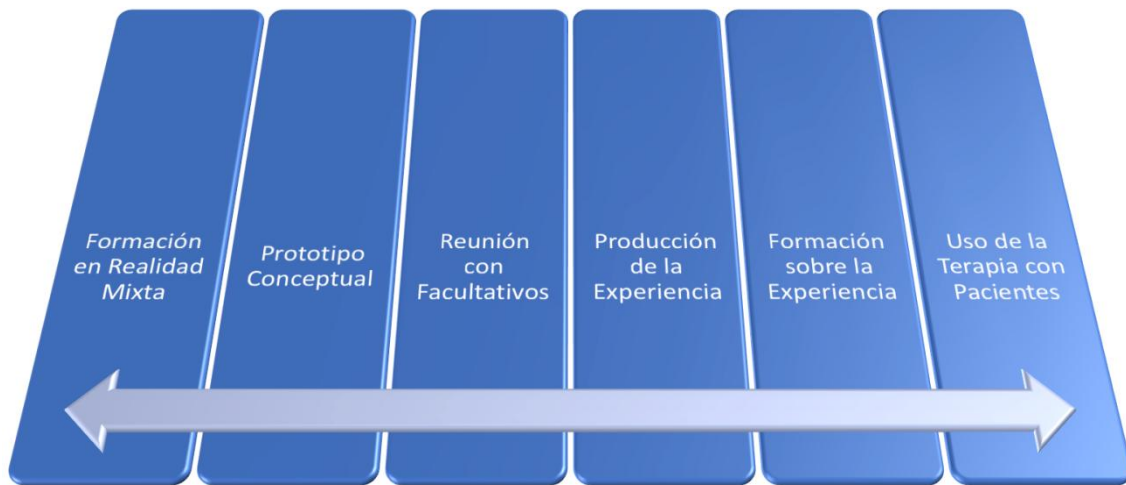 Formación
en Realidad
Mixta
Prototipo
Conceptual
Reunión
con
Facultativos
Producción
de la
Experiencia
Formación
sobre la
Experiencia
Uso de la
Terapia con
Pacientes